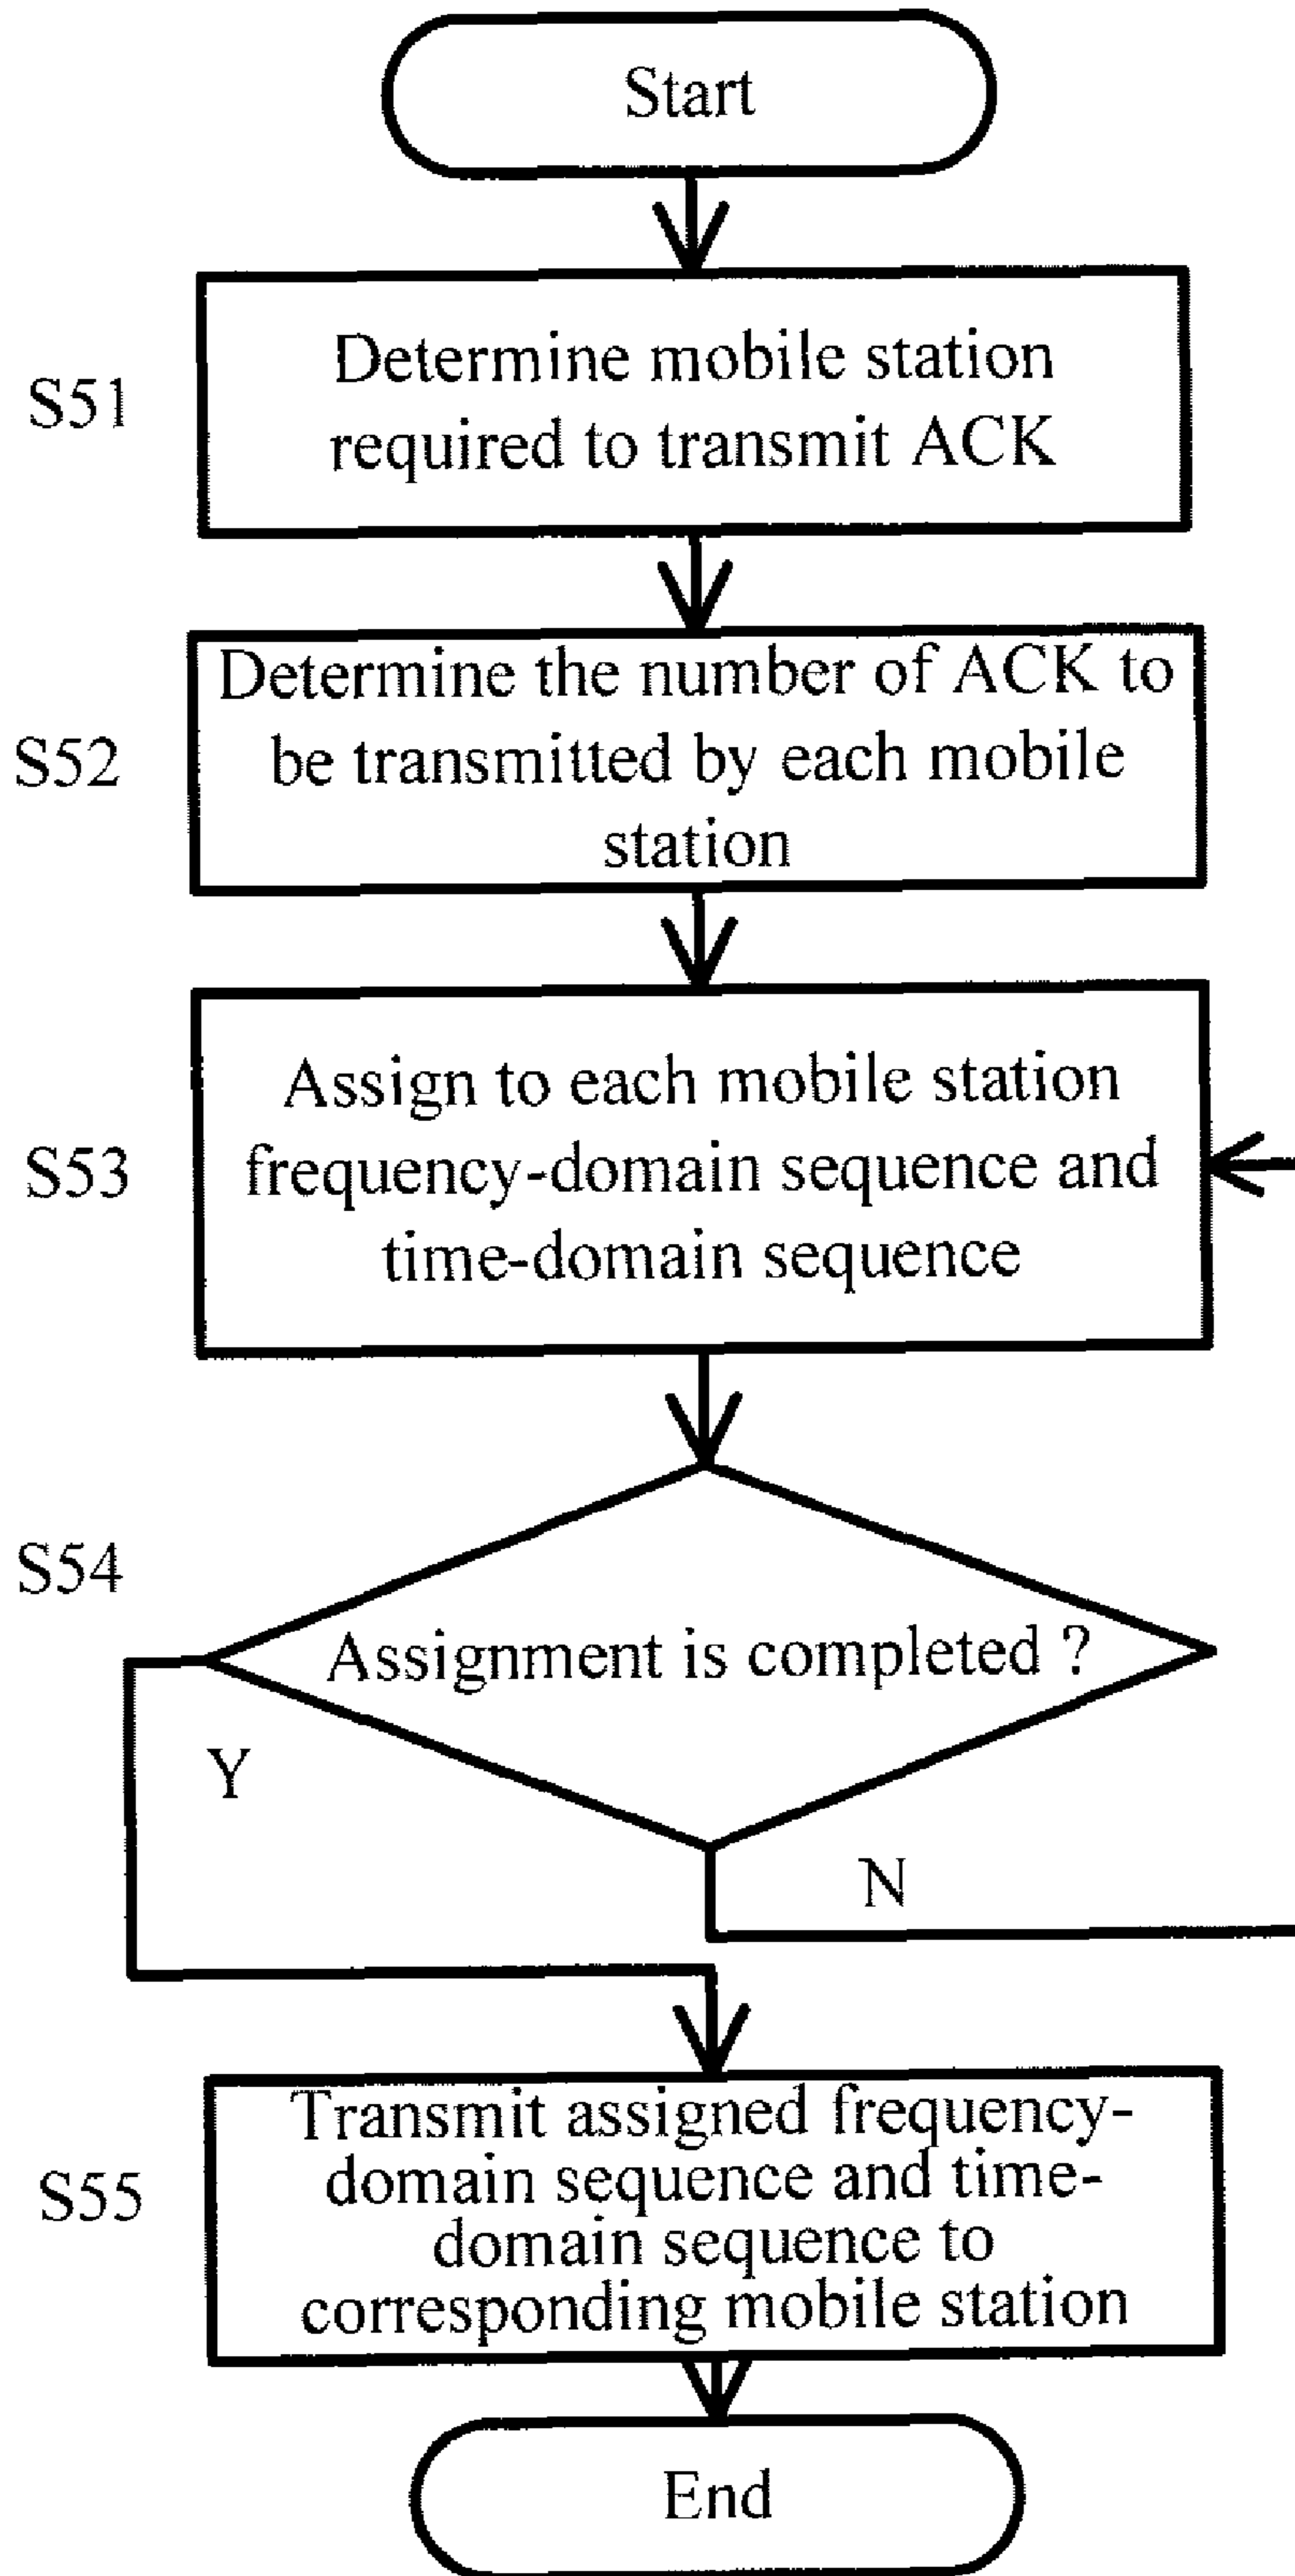 Start
S51
Determine mobile station
required to transmit ACK
S52
Determine the number of ACK to
be transmitted by each mobile
station
S53
Assign to each mobile station
frequency-domain sequence and
time-domain sequence
S54
Assignment is completed ?
Y
N
S55
Transmit assigned frequency-
domain sequence and time-
domain sequence to
corresponding mobile station
End